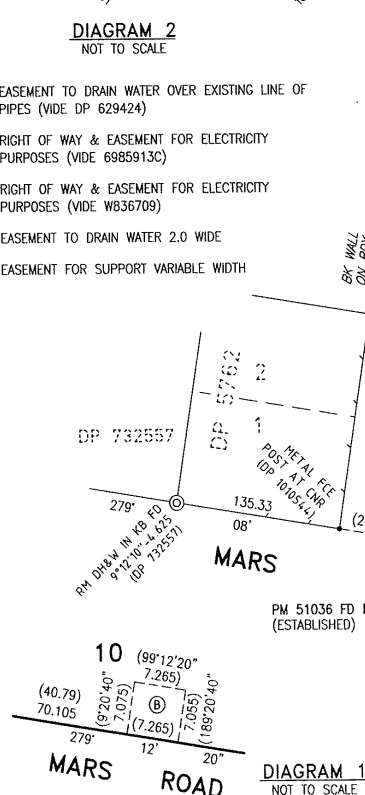 DIAGRAM 2
NOT TO SCALE
EASEMENT TO DRAIN WATER OVER EXISTING LINE OF
PIPES (VIDE DP 629424)
RIGHT OF WAY & EASEMENT FOR ELECTRICITY
PURPOSES (VIDE 6985913C)
RIGHT OF WAY & EASEMENT FOR ELECTRICITY
PURPOSES (VIDE W836709)
EASEMENT TO DRAIN WATER 2.0 WIDE
EASEMENT FOR SUPPORT VARIABLE WIDTH
BK WALL
ON
DP 5762
2
1
DP 732557
METAL FCE
POST AT CNR
(DP 1010544)
279°
135.33
08'
RM DH&W IN KB FD
9°12'10"-4.625
(DP 732557)
MARS
PM 51036 FD
(ESTABLISHED)
10
(99°12'20"
7.265)
(40.79)
70.105
(9°20'40"
7.075)
B
(7.265)
7.055)
(189°20'40"
279°
12'
20"
MARS ROAD
DIAGRAM 1
NOT TO SCALE